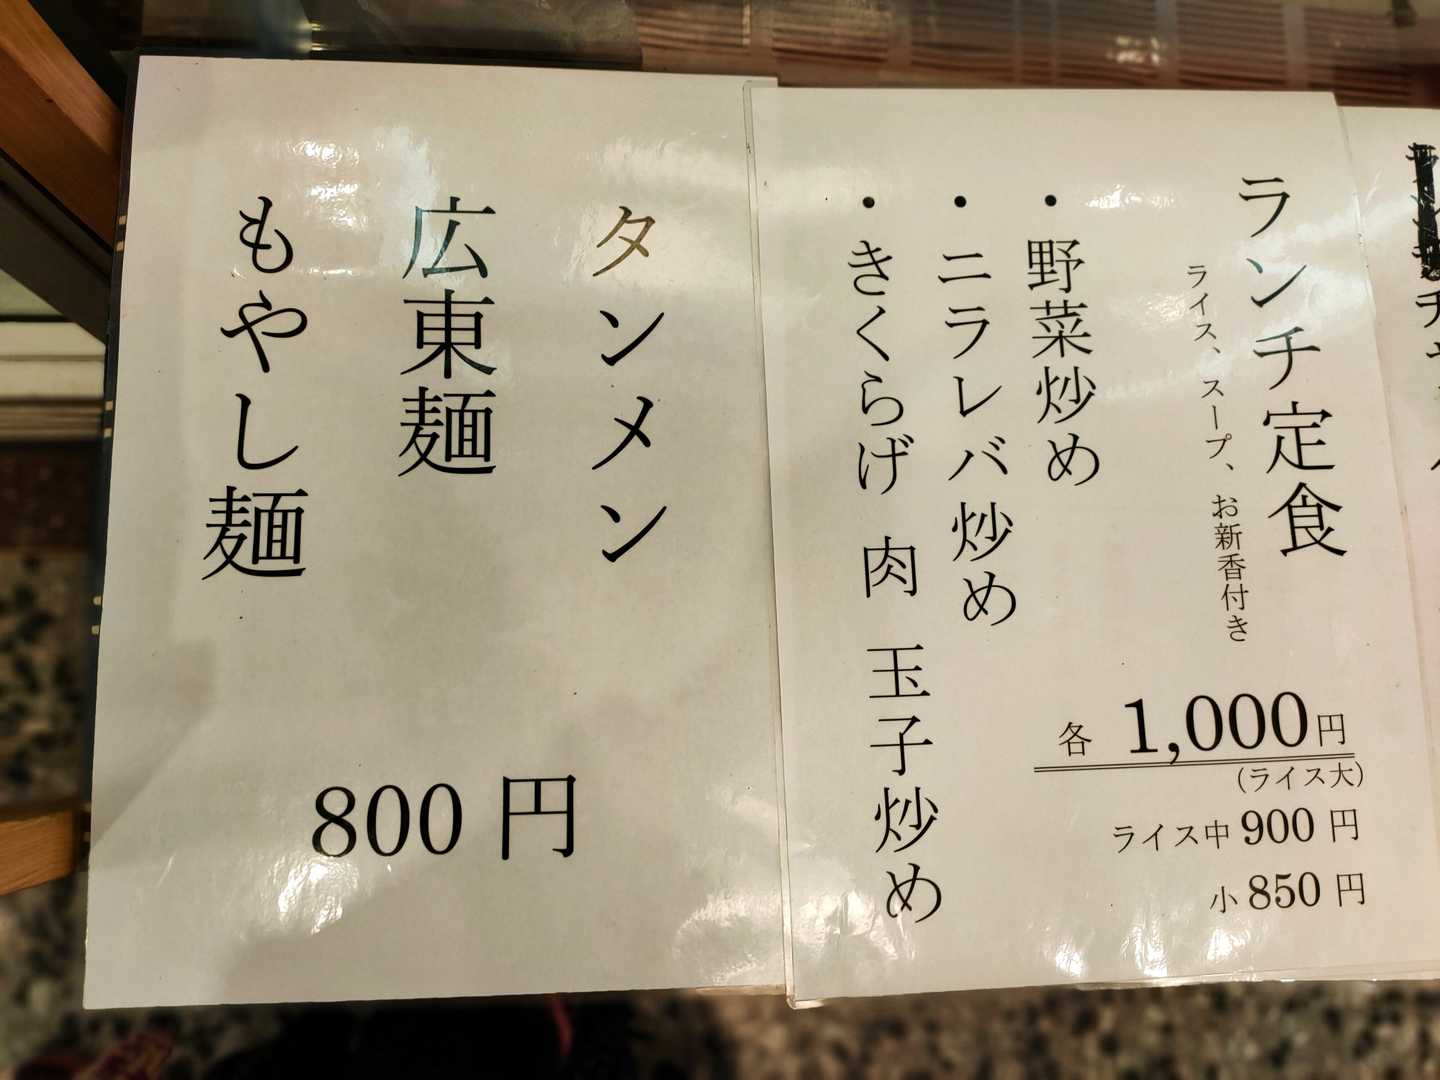 ランチ定食
ライス、スープ、お新香付き
・野菜炒め
・ニラレバ炒め
・きくらげ 肉 玉子炒め
各 1,000円
(ライス大)
ライス中 900 円
小 850 円
タンメン
広東麺
もやし麺
800 円